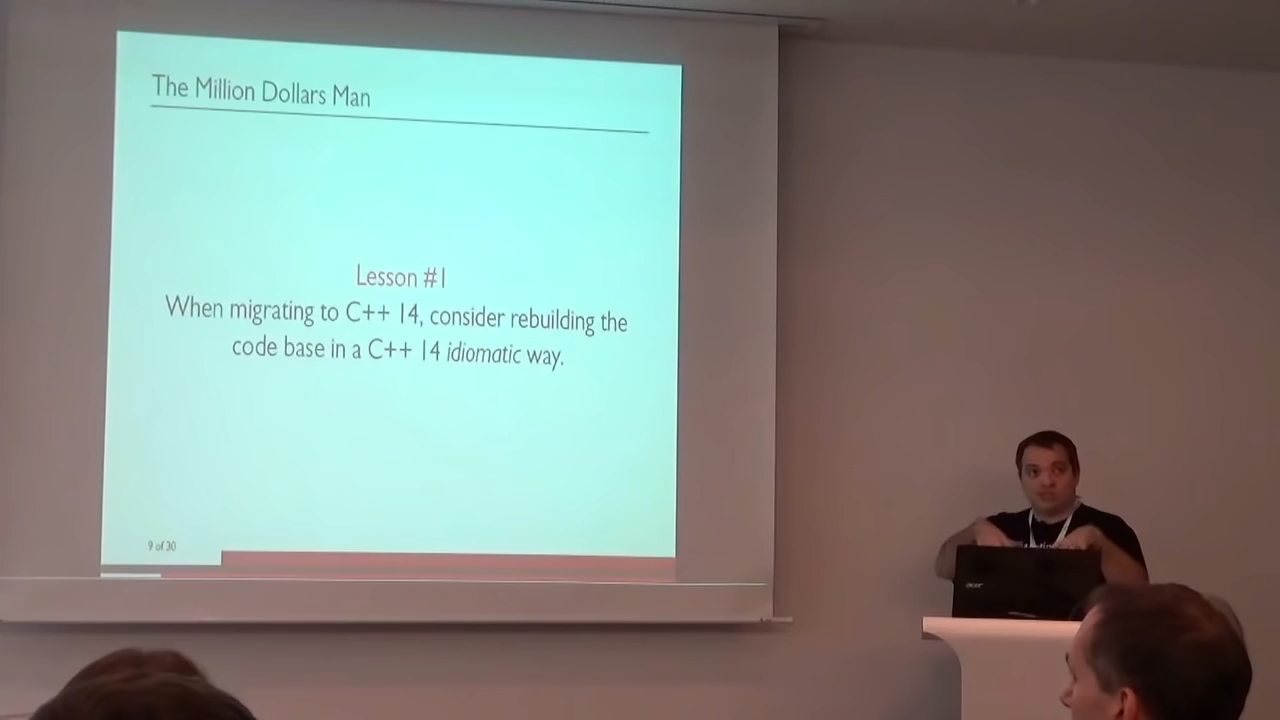 The Million Dollars Man
Lesson #1
When migrating to C++ 14, consider rebuilding the
code base in a C++ 14 idiomatic way.
9 of 30
acer